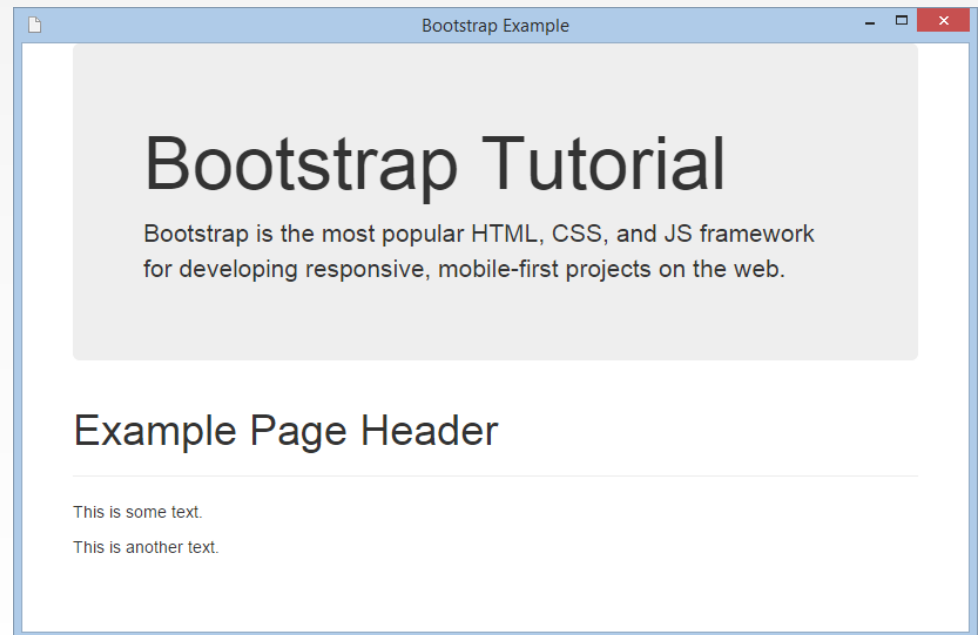 Bootstrap Example
Bootstrap Tutorial
Bootstrap is the most popular HTML, CSS, and JS framework
for developing responsive, mobile-first projects on the web.
Example Page Header
This is some text.
This is another text.